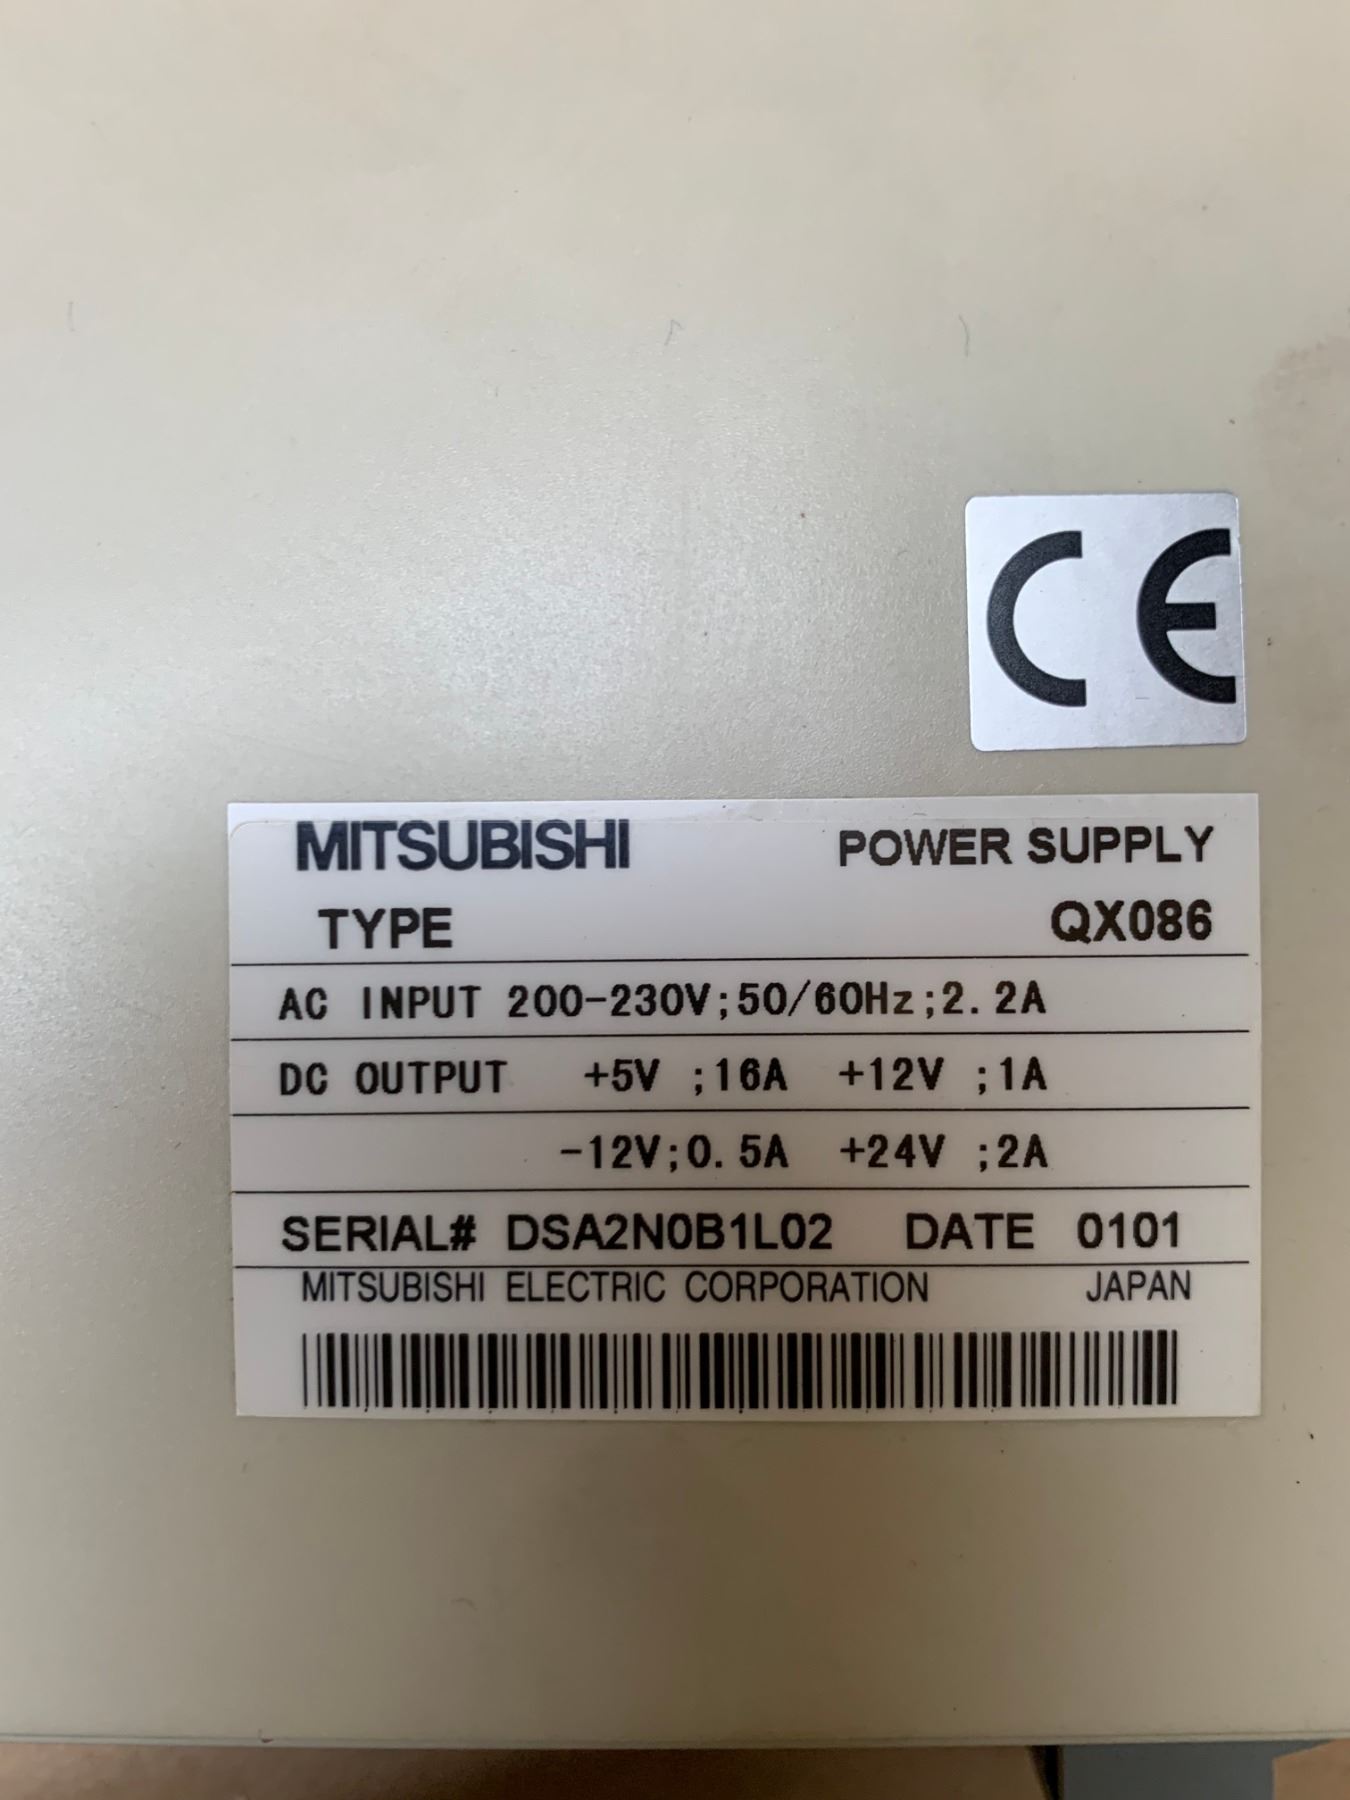 CE
MITSUBISHI POWER SUPPLY
TYPE QX086
AC INPUT 200-230V;50/60Hz;2.2A
DC OUTPUT +5V ;16A +12V ;1A
-12V;0.5A +24V ;2A
SERIAL# DSA2N0B1L02 DATE 0101
MITSUBISHI ELECTRIC CORPORATION JAPAN